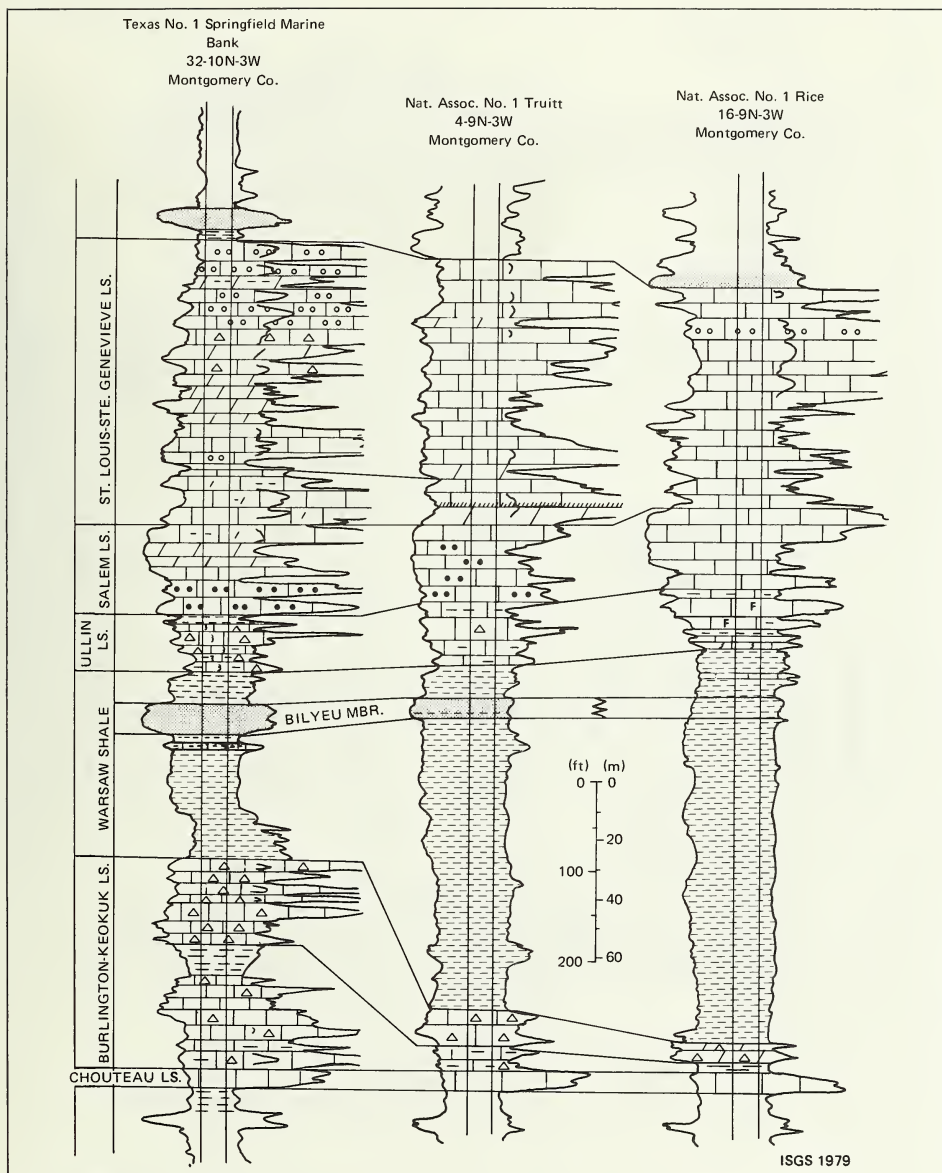 Texas No. 1 Springfield Marine
Bank
32-10N-3W
Montgomery Co.
Nat. Assoc. No. 1 Truitt
4-9N-3W
Montgomery Co.
Nat. Assoc. No. 1 Rice
16-9N-3W
Montgomery Co.
ST. LOUIS-STE. GENEVIEVE LS.
SALEM LS.
ULLIN
LS.
WARSAW SHALE
BILYEU MBR.
BURLINGTON-KEOKUK LS.
CHOUTEAU LS.
F
F
(ft) (m)
0 0
20
100
40
200 60
ISGS 1979